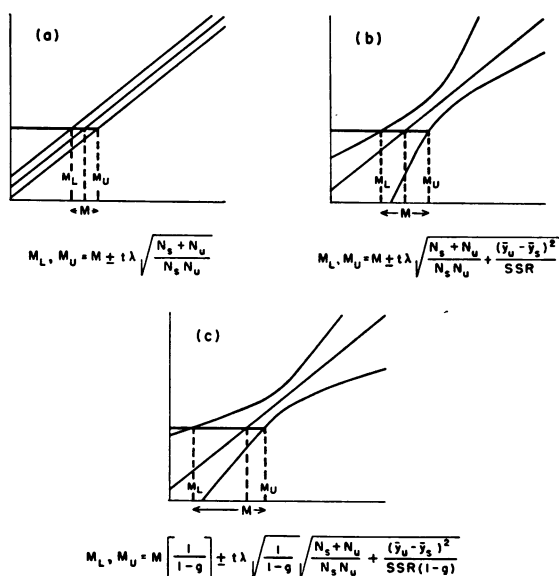 (a)
M_L M_U
M
M_L, M_U = M ± tλ √((N_s + N_u)/(N_s N_u))
(b)
M_L M_U
M
M_L, M_U = M ± tλ √((N_s + N_u)/(N_s N_u) + (ȳ_u − ȳ_s)²/SSR)
(c)
M_L M_U
M
M_L, M_U = M [1/(1−g)] ± tλ √(1/(1−g)) √((N_s + N_u)/(N_s N_u) + (ȳ_u − ȳ_s)²/(SSR(1−g)))